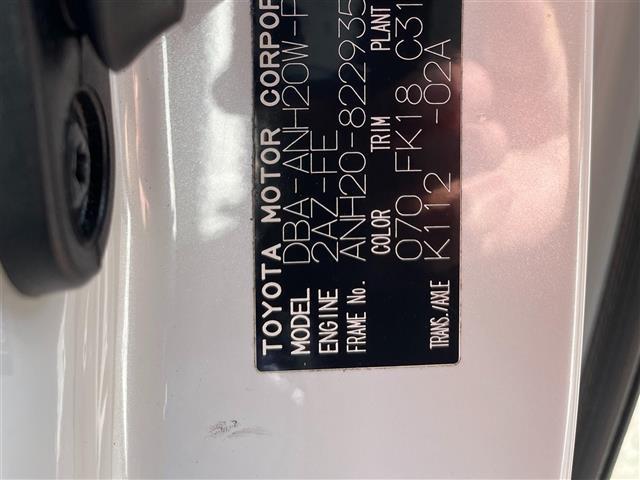 TOYOTA MOTOR CORPOR
MODEL DBA-ANH20W-P
ENGINE 2AZ-FE
FRAME No. ANH20-822935
COLOR TRIM PLANT
070 FK18 C31
TRANS./AXLE K112 -02A